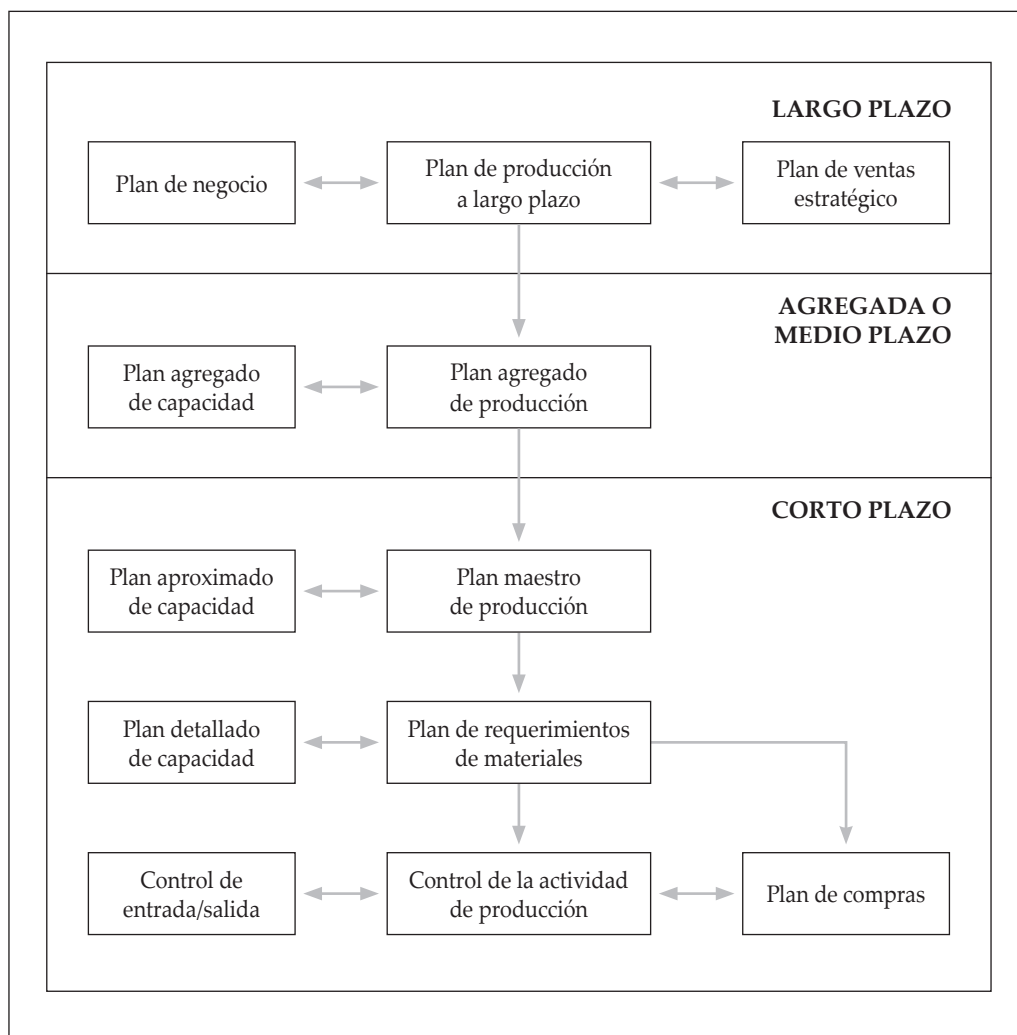 LARGO PLAZO
Plan de negocio
Plan de producción
a largo plazo
Plan de ventas
estratégico
AGREGADA O
MEDIO PLAZO
Plan agregado
de capacidad
Plan agregado
de producción
CORTO PLAZO
Plan aproximado
de capacidad
Plan maestro
de producción
Plan detallado
de capacidad
Plan de requerimientos
de materiales
Control de
entrada/salida
Control de la actividad
de producción
Plan de compras